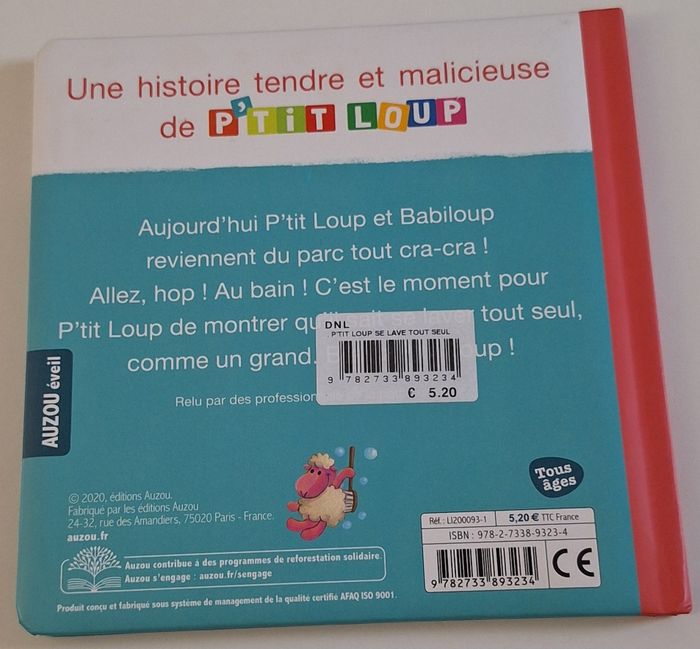 Une histoire tendre et malicieuse
de P'TIT LOUP
Aujourd'hui P'tit Loup et Babiloup
reviennent du parc tout cra-cra !
Allez, hop ! Au bain ! C'est le moment pour
P'tit Loup de montrer qu'il sait se laver tout seul,
comme un grand.
Relu par des
DNL
P'TIT LOUP SE LAVE TOUT SEUL
9 782733 893234
€ 5.20
AUZOU éveil
Tous
âges
© 2020, éditions Auzou.
Fabriqué par les éditions Auzou
24-32, rue des Amandiers, 75020 Paris - France.
auzou.fr
Réf. : LI200093-1 5,20 € TTC France
ISBN : 978-2-7338-9323-4
9 782733 893234
CE
Auzou contribue à des programmes de reforestation solidaire.
Auzou s'engage : auzou.fr/sengage
Produit conçu et fabriqué sous système de management de la qualité certifié AFAQ ISO 9001.